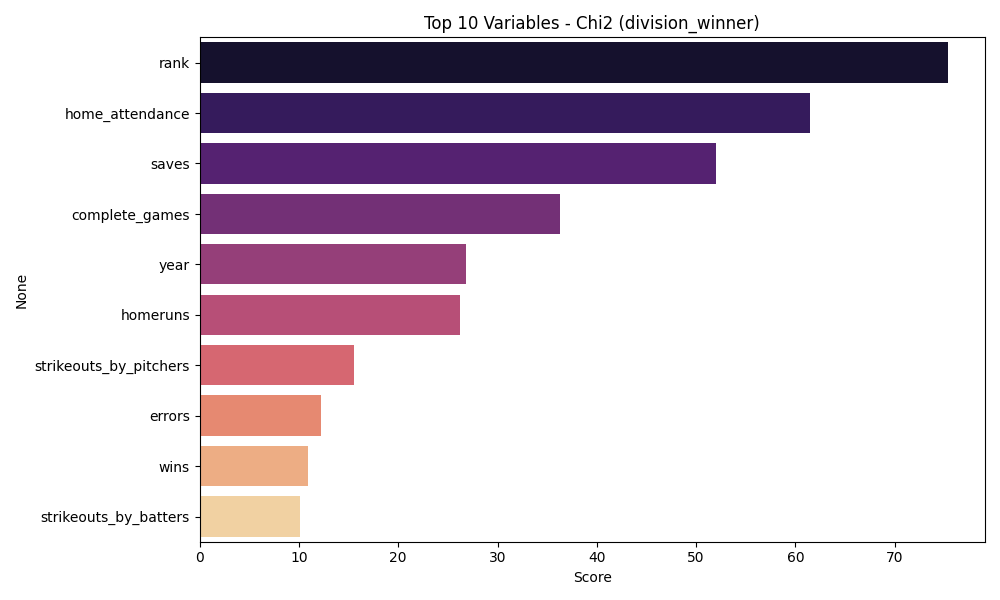 Top 10 Variables - Chi2 (division_winner)
rank
home_attendance
saves
complete_games
year
homeruns
strikeouts_by_pitchers
errors
wins
strikeouts_by_batters
None
0 10 20 30 40 50 60 70
Score